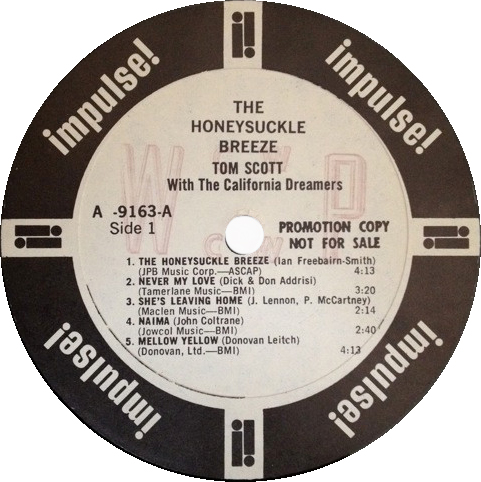 impulse!
impulse!
THE
HONEYSUCKLE
BREEZE
TOM SCOTT
With The California Dreamers
A -9163-A
Side 1
PROMOTION COPY
NOT FOR SALE
1. THE HONEYSUCKLE BREEZE (Ian Freebairn-Smith)
(JPB Music Corp.—ASCAP) 4:13
2. NEVER MY LOVE (Dick & Don Addrisi)
(Tamerlane Music—BMI) 3:20
3. SHE'S LEAVING HOME (J. Lennon, P. McCartney)
(Maclen Music—BMI) 2:14
4. NAIMA (John Coltrane)
(Jowcol Music—BMI) 2:40
5. MELLOW YELLOW (Donovan Leitch)
(Donovan, Ltd.—BMI) 4:13
impulse!
impulse!